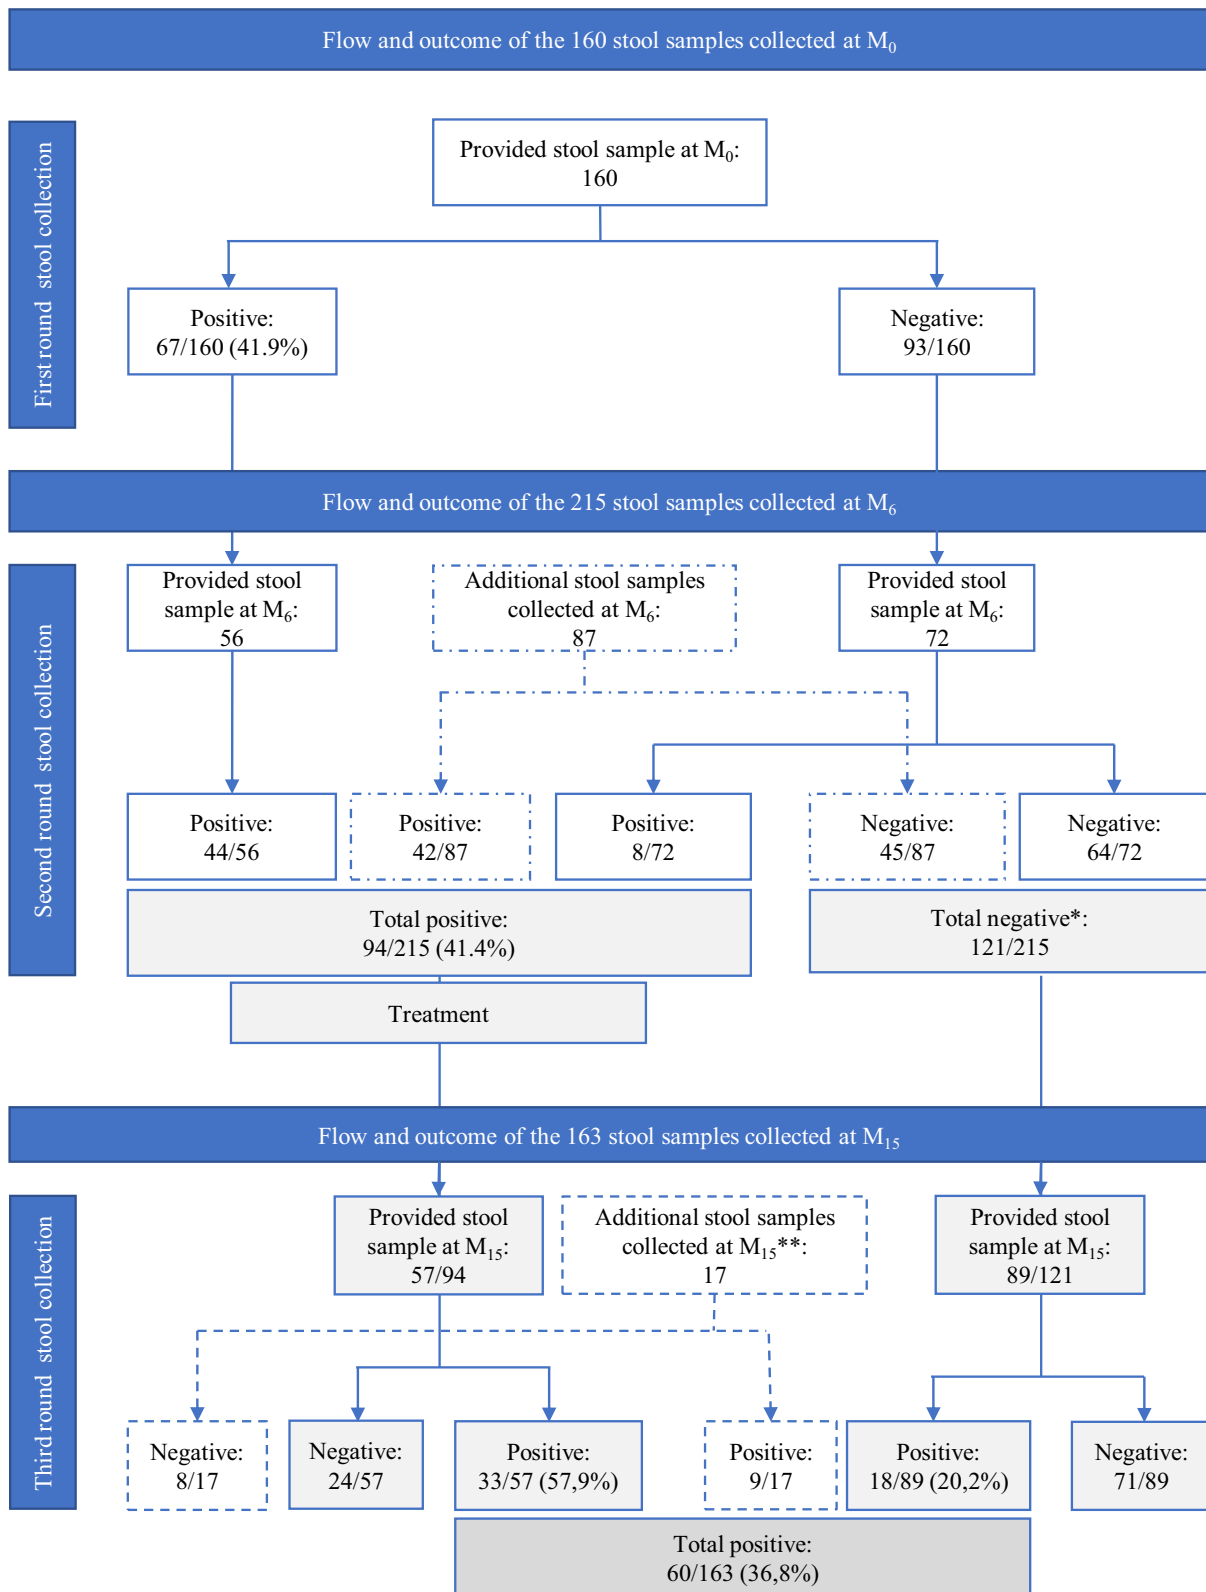 Flow and outcome of the 160 stool samples collected at M₀
First round stool collection
Provided stool sample at M₀:
160
Positive:
67/160 (41.9%)
Negative:
93/160
Flow and outcome of the 215 stool samples collected at M₆
Second round stool collection
Provided stool
sample at M₆:
56
Additional stool samples
collected at M₆:
87
Provided stool
sample at M₆:
72
Positive:
44/56
Positive:
42/87
Positive:
8/72
Negative:
45/87
Negative:
64/72
Total positive:
94/215 (41.4%)
Total negative*:
121/215
Treatment
Flow and outcome of the 163 stool samples collected at M₁₅
Third round stool collection
Provided stool
sample at M₁₅:
57/94
Additional stool samples
collected at M₁₅**:
17
Provided stool
sample at M₁₅:
89/121
Negative:
8/17
Negative:
24/57
Positive:
33/57 (57,9%)
Positive:
9/17
Positive:
18/89 (20,2%)
Negative:
71/89
Total positive:
60/163 (36,8%)